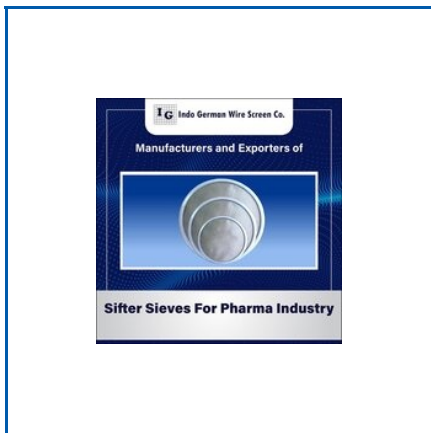 IG Indo German Wire Screen Co.
Manufacturers and Exporters of
Sifter Sieves For Pharma Industry